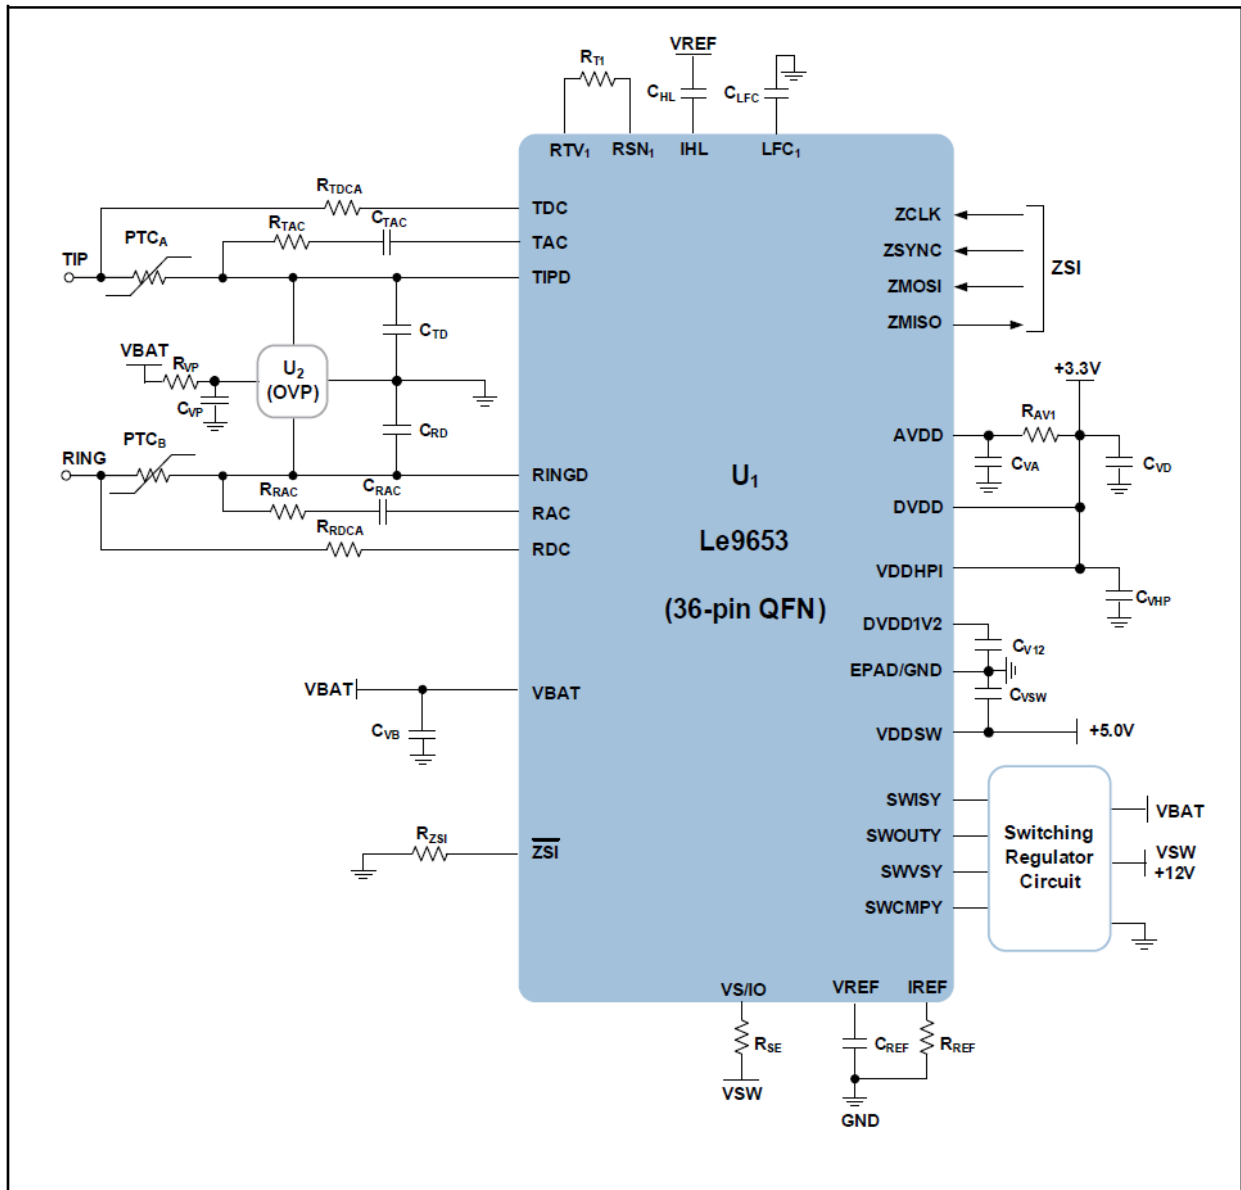 VREF
RT1
CHL
CLFC
RTV1
RSN1
IHL
LFC1
RTDCA
TDC
ZCLK
RTAC
CTAC
TAC
PTCA
TIP
TIPD
ZSYNC
ZSI
ZMOSI
ZMISO
CTD
VBAT
RVP
U2
(OVP)
CVP
+3.3V
RAV1
AVDD
CVA
CVD
CRD
PTCB
RING
RINGD
U1
RRAC
CRAC
RAC
DVDD
RRDCA
RDC
Le9653
VDDHPI
CVHP
(36-pin QFN)
DVDD1V2
CV12
EPAD/GND
CVSW
VBAT
VBAT
CVB
VDDSW
+5.0V
SWISY
VBAT
RZSI
ZSI
SWOUTY
Switching
Regulator
Circuit
VSW
+12V
SWVSY
SWCMPY
VS/IO
VREF
IREF
RSE
CREF
RREF
VSW
GND